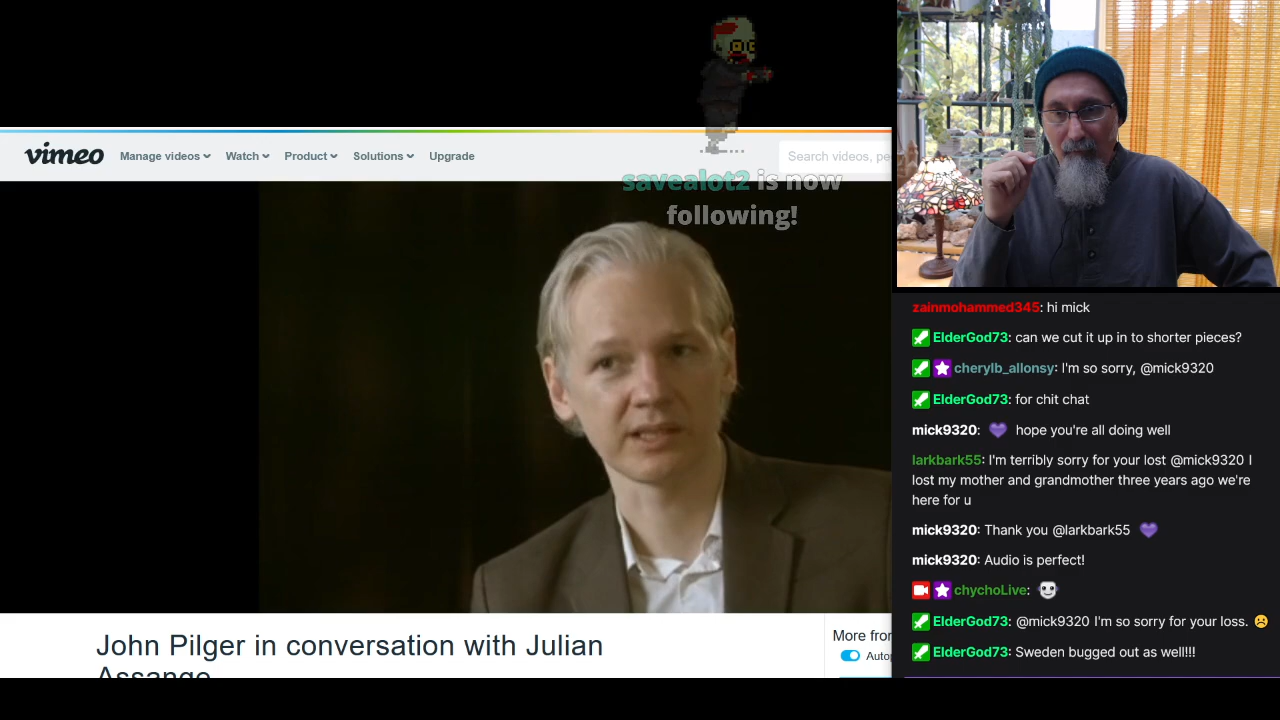 vimeo
Manage videos
Watch
Product
Solutions
Upgrade
Search videos,
savealot2 is now
following!
John Pilger in conversation with Julian
Assange
More from
zainmohammed345: hi mick
ElderGod73: can we cut it up in to shorter pieces?
cherylb_allonsy: I'm so sorry, @mick9320
ElderGod73: for chit chat
mick9320: hope you're all doing well
larkbark55: I'm terribly sorry for your lost @mick9320 I
lost my mother and grandmother three years ago we're
here for u
mick9320: Thank you @larkbark55
mick9320: Audio is perfect!
chychoLive:
ElderGod73: @mick9320 I'm so sorry for your loss.
ElderGod73: Sweden bugged out as well!!!